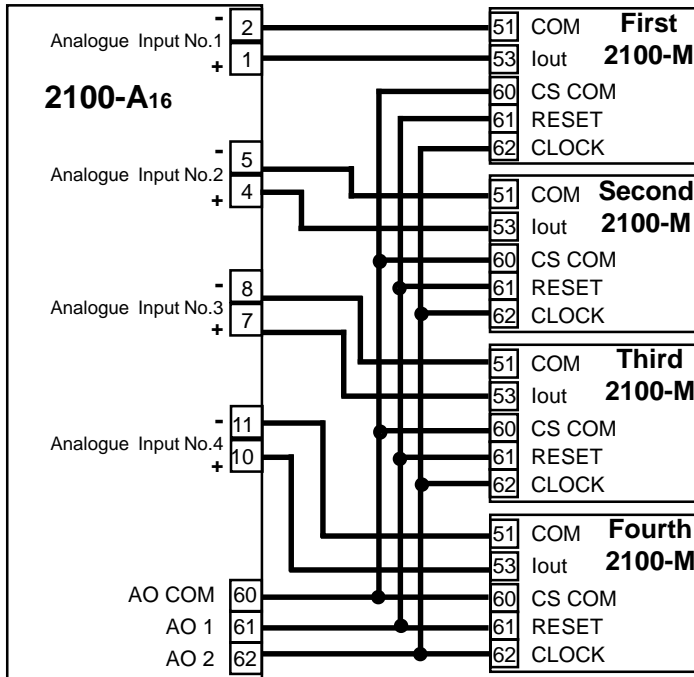 2100-A16
- 2
Analogue Input No.1
+ 1
- 5
Analogue Input No.2
+ 4
- 8
Analogue Input No.3
+ 7
- 11
Analogue Input No.4
+ 10
AO COM 60
AO 1 61
AO 2 62
51 COM First
53 Iout 2100-M
60 CS COM
61 RESET
62 CLOCK
51 COM Second
53 Iout 2100-M
60 CS COM
61 RESET
62 CLOCK
51 COM Third
53 Iout 2100-M
60 CS COM
61 RESET
62 CLOCK
51 COM Fourth
53 Iout 2100-M
60 CS COM
61 RESET
62 CLOCK